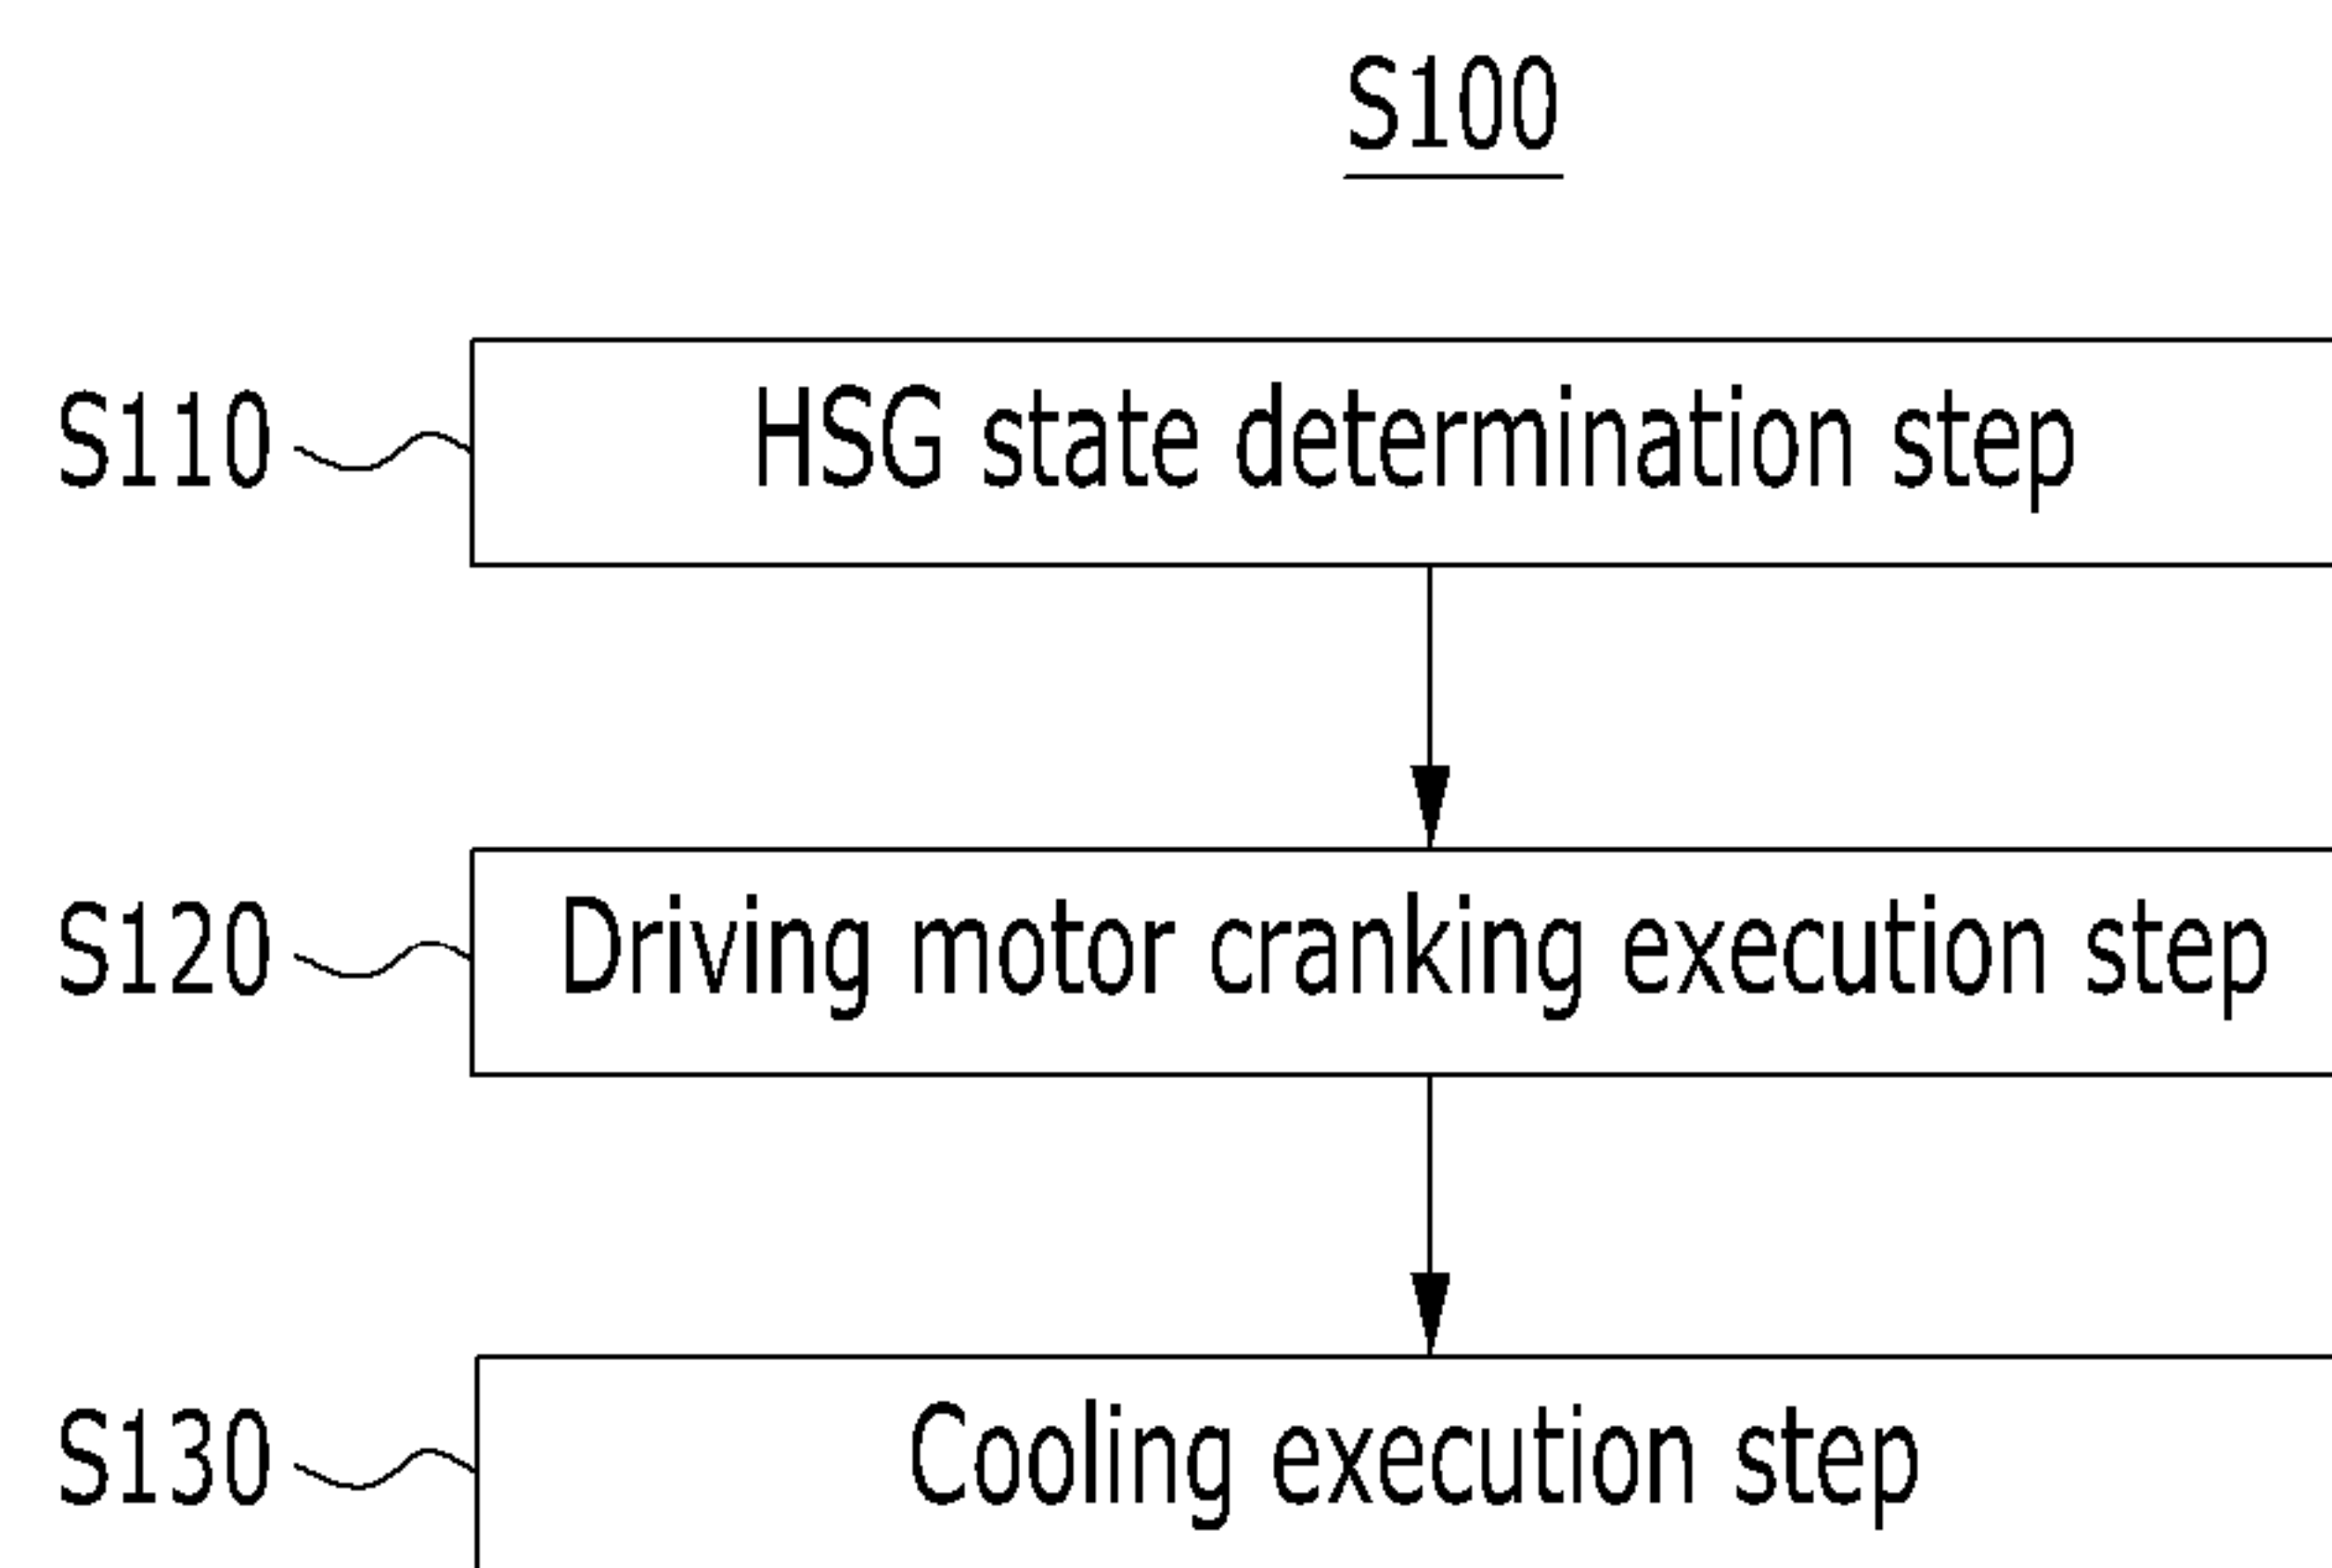 S100
S110
HSG state determination step
S120
Driving motor cranking execution step
S130
Cooling execution step